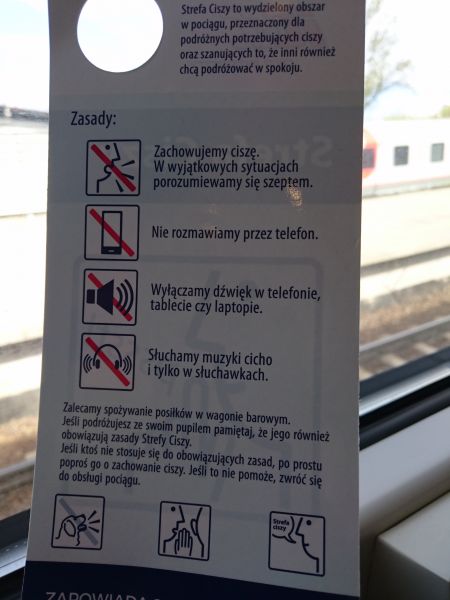 Strefa Ciszy to wydzielony obszar
w pociągu, przeznaczony dla
podróżnych potrzebujących ciszy
oraz szanujących to, że inni również
chcą podróżować w spokoju.
Zasady:
Zachowujemy ciszę.
W wyjątkowych sytuacjach
porozumiewamy się szeptem.
Nie rozmawiamy przez telefon.
Wyłączamy dźwięk w telefonie,
tablecie czy laptopie.
Słuchamy muzyki cicho
i tylko w słuchawkach.
Zalecamy spożywanie posiłków w wagonie barowym.
Jeśli podróżujesz ze swoim pupilem pamiętaj, że jego również
obowiązują zasady Strefy Ciszy.
Jeśli ktoś nie stosuje się do obowiązujących zasad, po prostu
poproś go o zachowanie ciszy. Jeśli to nie pomoże, zwróć się
do obsługi pociągu.
Strefa
ciszy